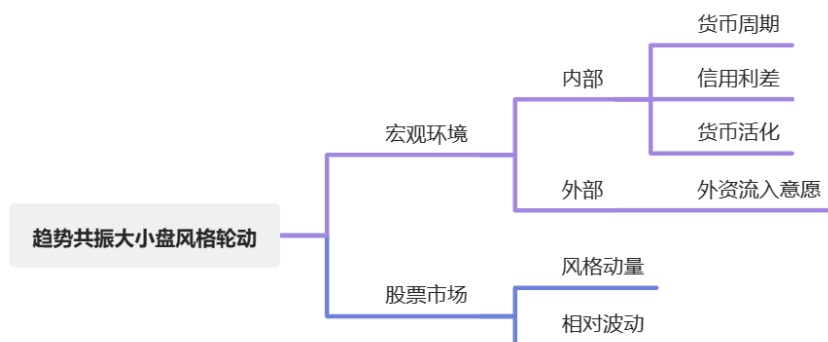 趋势共振大小盘风格轮动
宏观环境
内部
货币周期
信用利差
货币活化
外部
外资流入意愿
股票市场
风格动量
相对波动